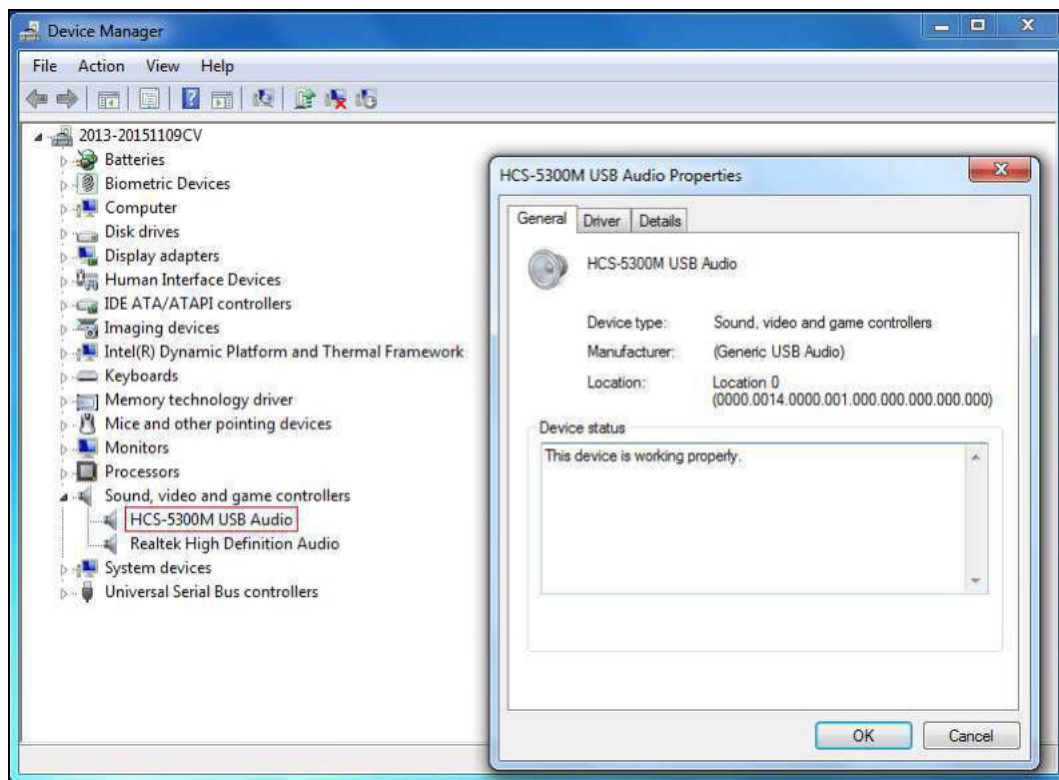 Device Manager
File Action View Help
2013-20151109CV
Batteries
Biometric Devices
Computer
Disk drives
Display adapters
Human Interface Devices
IDE ATA/ATAPI controllers
Imaging devices
Intel(R) Dynamic Platform and Thermal Framework
Keyboards
Memory technology driver
Mice and other pointing devices
Monitors
Processors
Sound, video and game controllers
HCS-5300M USB Audio
Realtek High Definition Audio
System devices
Universal Serial Bus controllers
HCS-5300M USB Audio Properties
General Driver Details
HCS-5300M USB Audio
Device type: Sound, video and game controllers
Manufacturer: (Generic USB Audio)
Location: Location 0
(0000.0014.0000.001.000.000.000.000.000)
Device status
This device is working properly.
OK Cancel